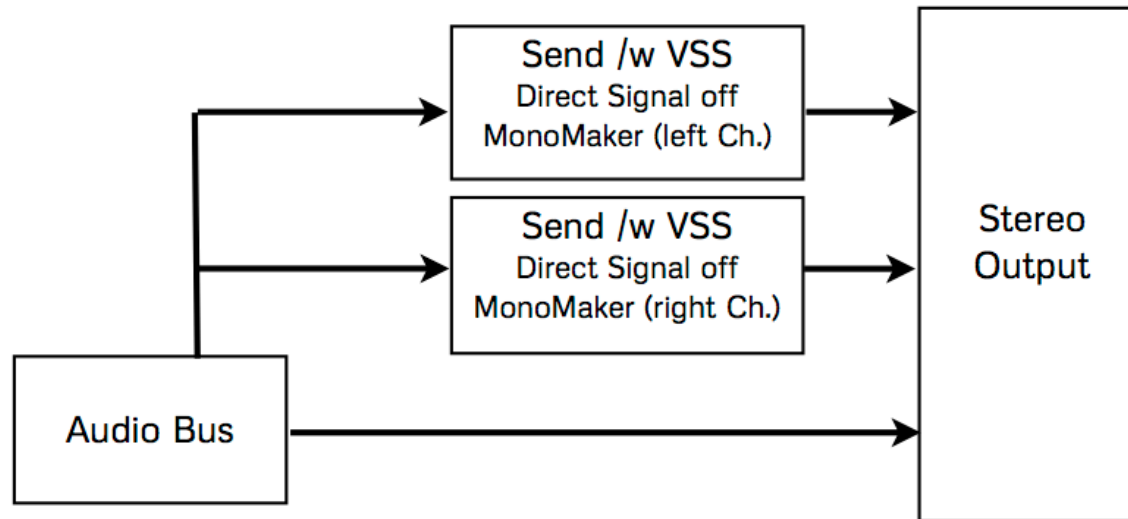 Send /w VSS
Direct Signal off
MonoMaker (left Ch.)
Send /w VSS
Direct Signal off
MonoMaker (right Ch.)
Stereo
Output
Audio Bus